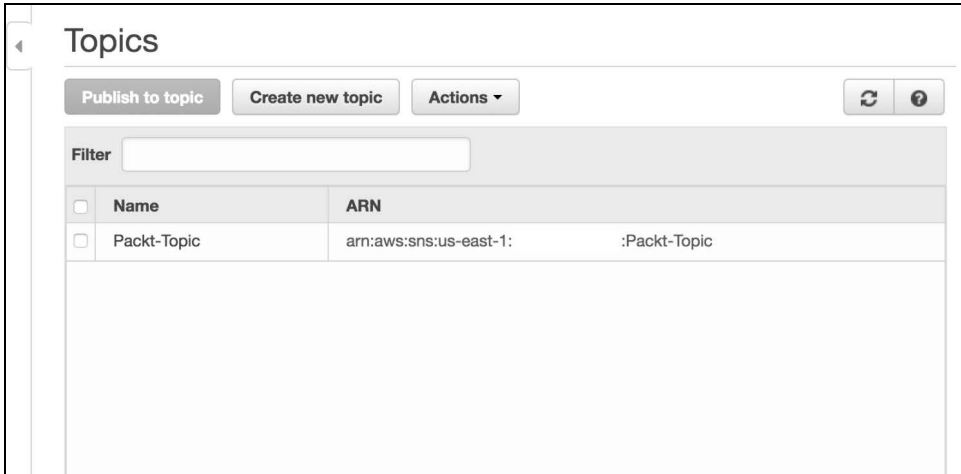 Topics
Publish to topic Create new topic Actions
Filter
Name ARN
Packt-Topic arn:aws:sns:us-east-1: :Packt-Topic